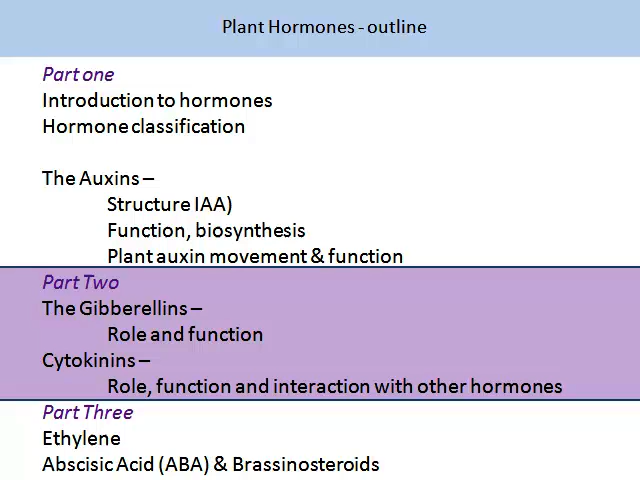 Plant Hormones - outline
Part one
Introduction to hormones
Hormone classification
The Auxins –
Structure IAA)
Function, biosynthesis
Plant auxin movement & function
Part Two
The Gibberellins –
Role and function
Cytokinins –
Role, function and interaction with other hormones
Part Three
Ethylene
Abscisic Acid (ABA) & Brassinosteroids